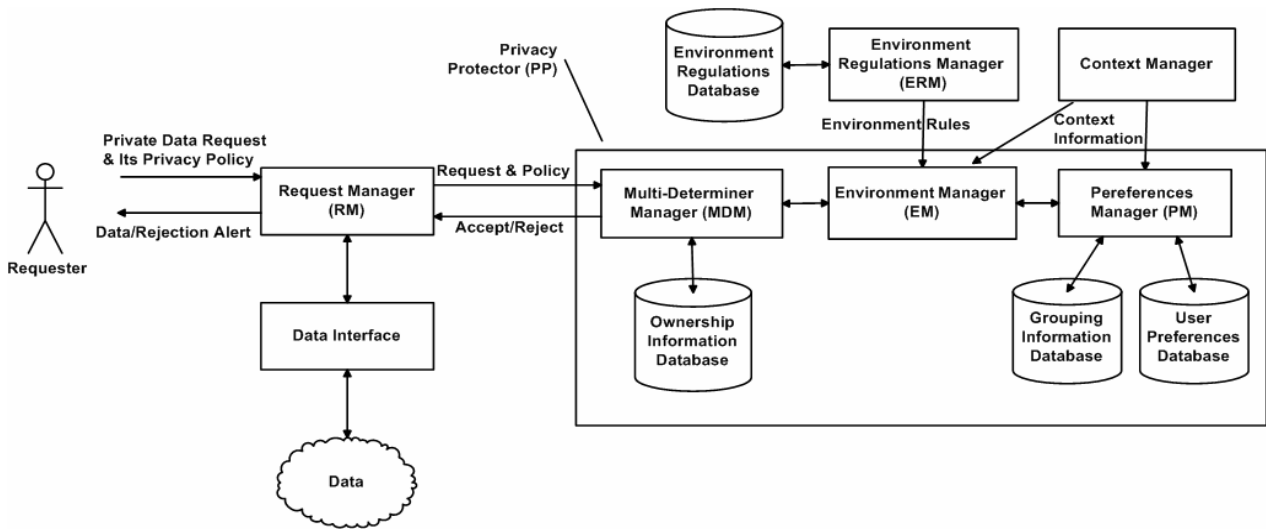 Privacy
Protector (PP)
Environment
Regulations
Database
Environment
Regulations Manager
(ERM)
Context Manager
Environment Rules
Context
Information
Private Data Request
& Its Privacy Policy
Request Manager
(RM)
Request & Policy
Multi-Determiner
Manager (MDM)
Environment Manager
(EM)
Pereferences
Manager (PM)
Data/Rejection Alert
Accept/Reject
Requester
Data Interface
Ownership
Information
Database
Grouping
Information
Database
User
Preferences
Database
Data